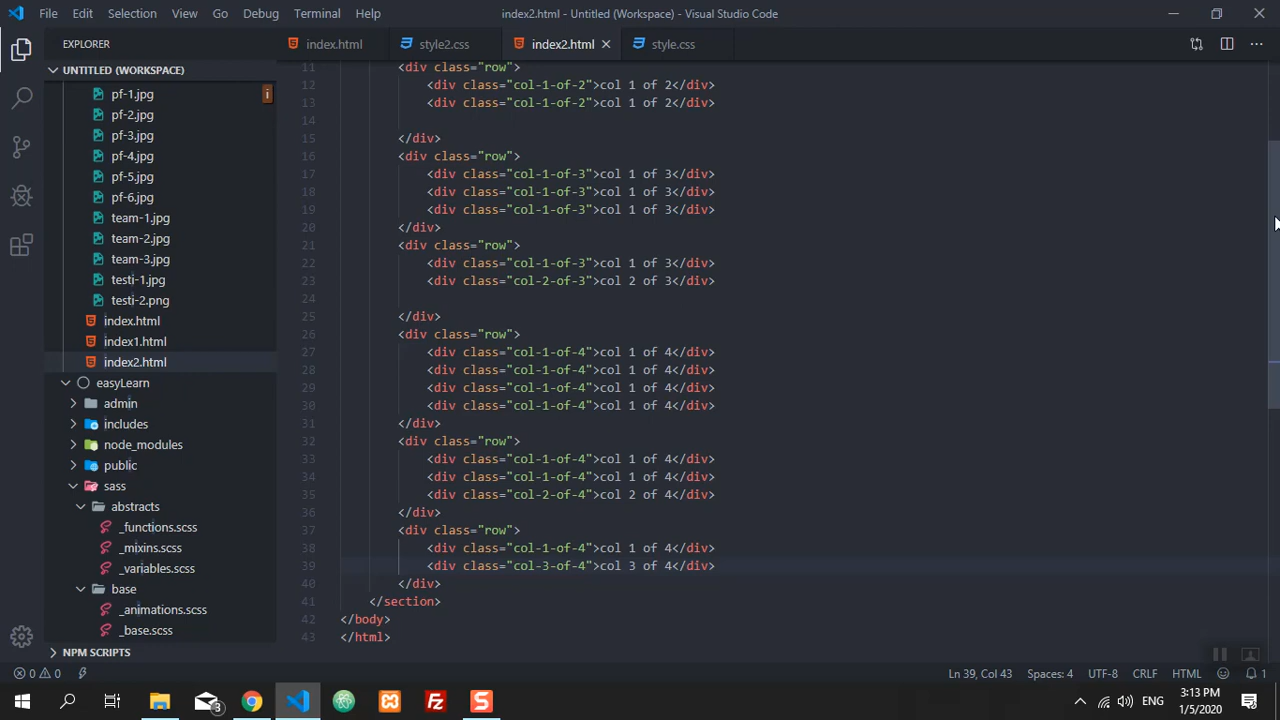 File Edit Selection View Go Debug Terminal Help
index2.html - Untitled (Workspace) - Visual Studio Code
EXPLORER
UNTITLED (WORKSPACE)
pf-1.jpg i
pf-2.jpg
pf-3.jpg
pf-4.jpg
pf-5.jpg
pf-6.jpg
team-1.jpg
team-2.jpg
team-3.jpg
testi-1.jpg
testi-2.png
index.html
index1.html
index2.html
easyLearn
admin
includes
node_modules
public
sass
abstracts
_functions.scss
_mixins.scss
_variables.scss
base
_animations.scss
_base.scss
NPM SCRIPTS
index.html style2.css index2.html style.css
11 <div class="row">
12 <div class="col-1-of-2">col 1 of 2</div>
13 <div class="col-1-of-2">col 1 of 2</div>
14
15 </div>
16 <div class="row">
17 <div class="col-1-of-3">col 1 of 3</div>
18 <div class="col-1-of-3">col 1 of 3</div>
19 <div class="col-1-of-3">col 1 of 3</div>
20 </div>
21 <div class="row">
22 <div class="col-1-of-3">col 1 of 3</div>
23 <div class="col-2-of-3">col 2 of 3</div>
24
25 </div>
26 <div class="row">
27 <div class="col-1-of-4">col 1 of 4</div>
28 <div class="col-1-of-4">col 1 of 4</div>
29 <div class="col-1-of-4">col 1 of 4</div>
30 <div class="col-1-of-4">col 1 of 4</div>
31 </div>
32 <div class="row">
33 <div class="col-1-of-4">col 1 of 4</div>
34 <div class="col-1-of-4">col 1 of 4</div>
35 <div class="col-2-of-4">col 2 of 4</div>
36 </div>
37 <div class="row">
38 <div class="col-1-of-4">col 1 of 4</div>
39 <div class="col-3-of-4">col 3 of 4</div>
40 </div>
41 </section>
42 </body>
43 </html>
0 0 Ln 39, Col 43 Spaces: 4 UTF-8 CRLF HTML 1
3 ENG 3:13 PM
1/5/2020